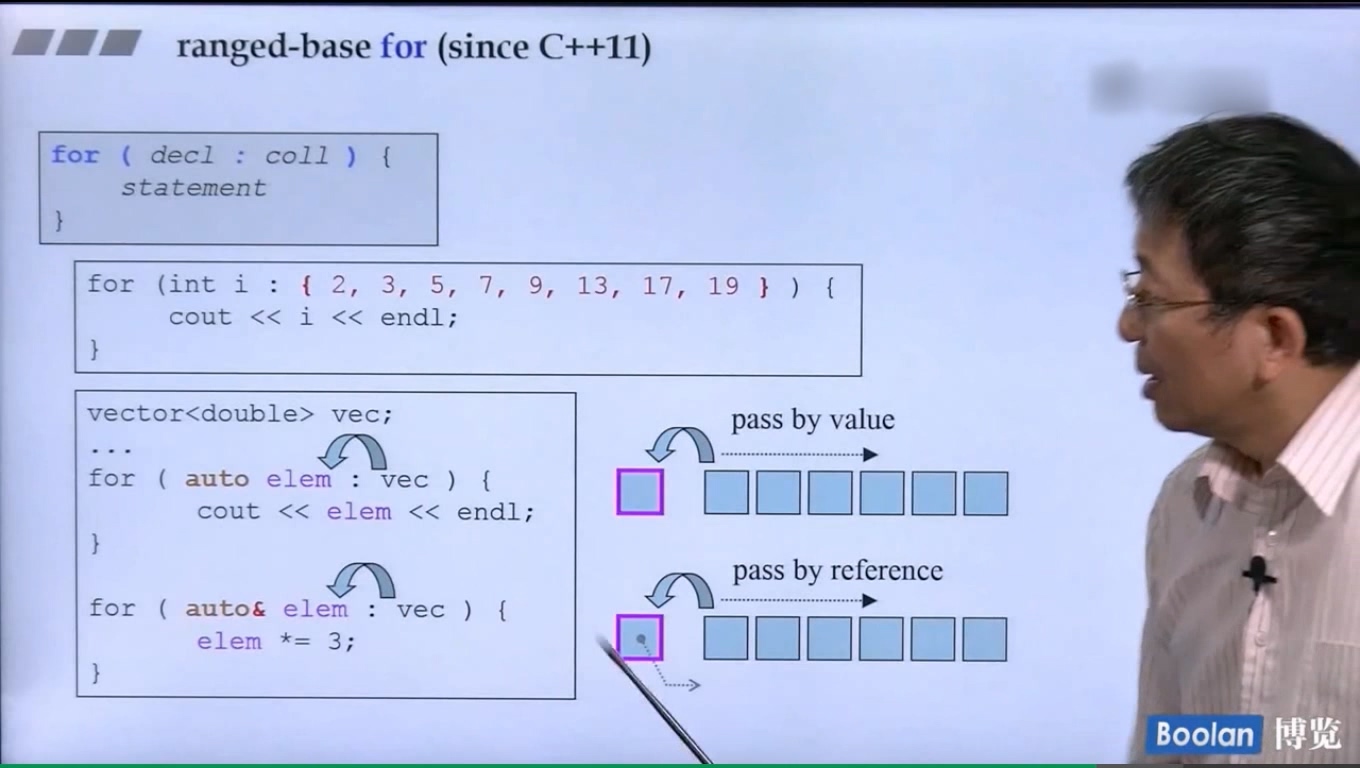 ranged-base for (since C++11)
for ( decl : coll ) {
statement
}
for (int i : { 2, 3, 5, 7, 9, 13, 17, 19 } ) {
cout << i << endl;
}
vector<double> vec;
...
for ( auto elem : vec ) {
cout << elem << endl;
}
for ( auto& elem : vec ) {
elem *= 3;
}
pass by value
pass by reference
Boolan 博览